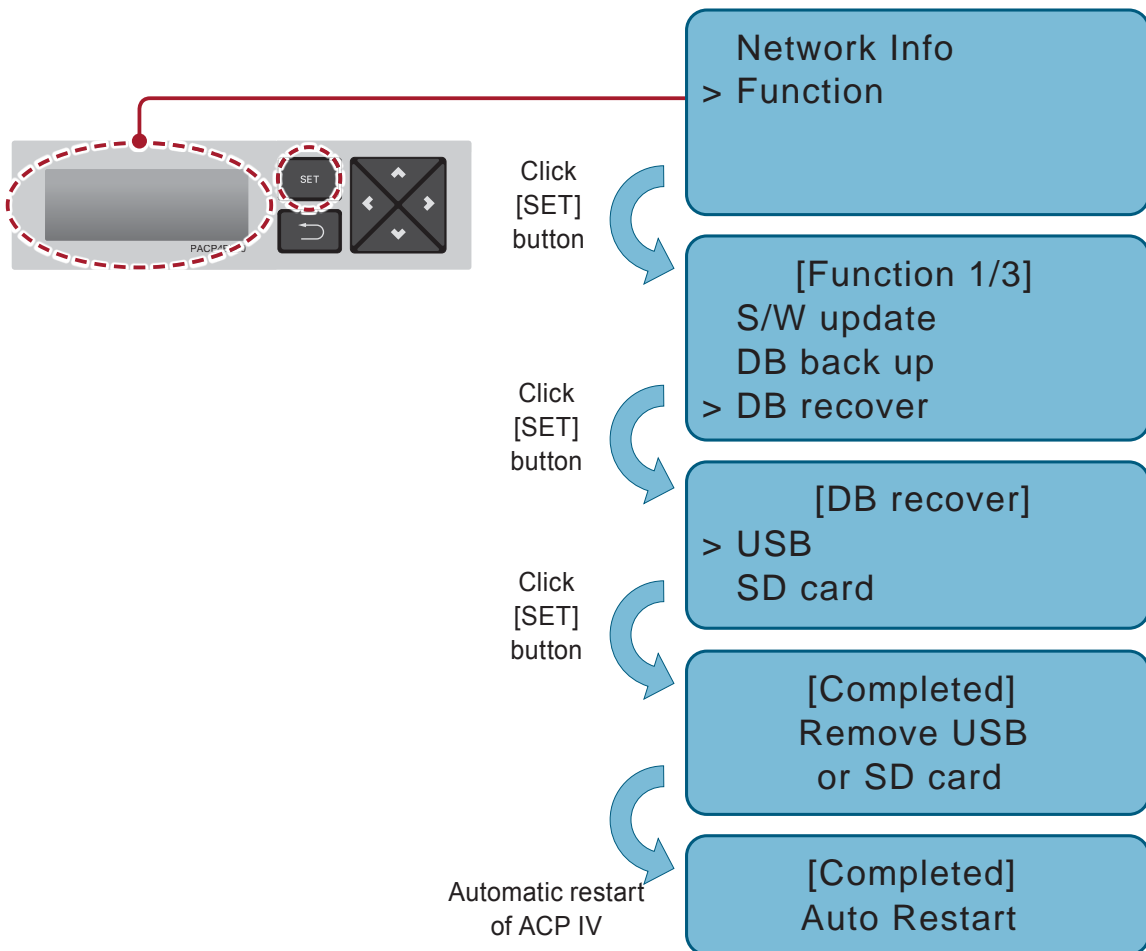 Network Info
> Function
SET
Click
[SET]
button
[Function 1/3]
S/W update
DB back up
> DB recover
Click
[SET]
button
[DB recover]
> USB
SD card
Click
[SET]
button
[Completed]
Remove USB
or SD card
Automatic restart
of ACP IV
[Completed]
Auto Restart